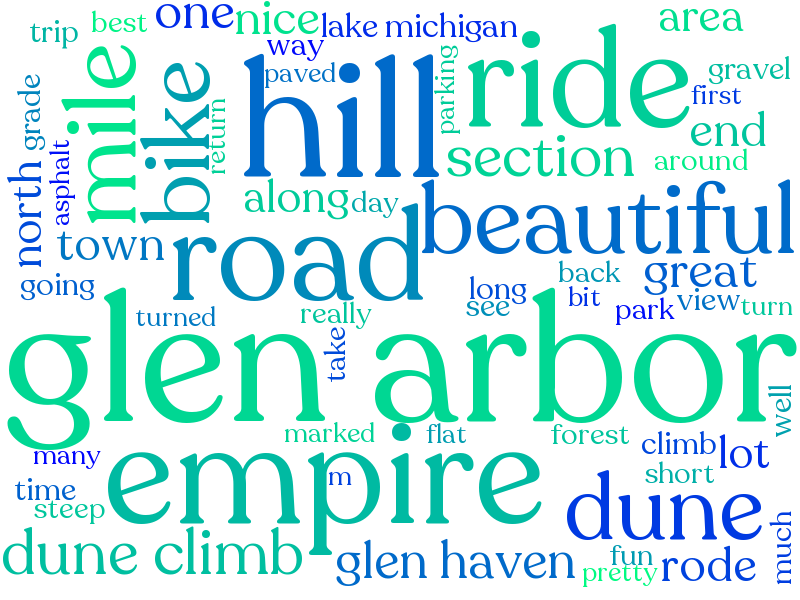 trip
best
one
nice
lake michigan
area
way
paved
parking
ride
gravel
first
grade
mile
bike
return
hill
end
section
around
asphalt
north
along
day
beautiful
town
road
great
going
back
long
bit
see
park
view
turn
turned
really
take
glen arbor
well
marked
flat
forest
climb
lot
many
empire
m
time
steep
short
dune
much
dune climb
glen haven
fun
rode
pretty